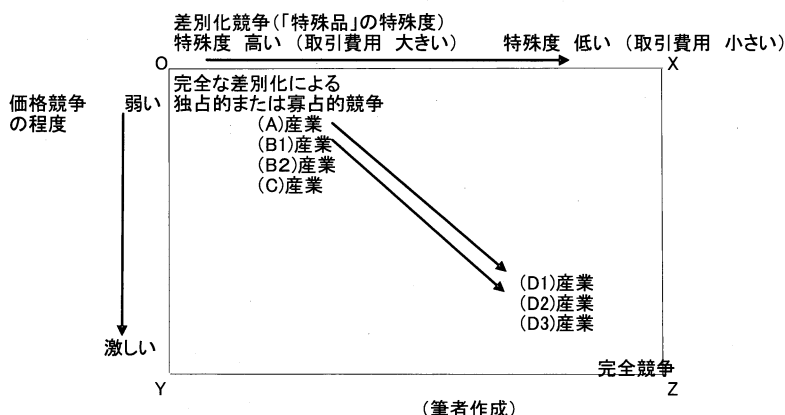 差別化競争(「特殊品」の特殊度)
特殊度 高い (取引費用 大きい) 特殊度 低い (取引費用 小さい)
O X
完全な差別化による
価格競争 弱い 独占的または寡占的競争
の程度
(A)産業
(B1)産業
(B2)産業
(C)産業
(D1)産業
(D2)産業
(D3)産業
激しい
完全競争
Y Z
(筆者作成)